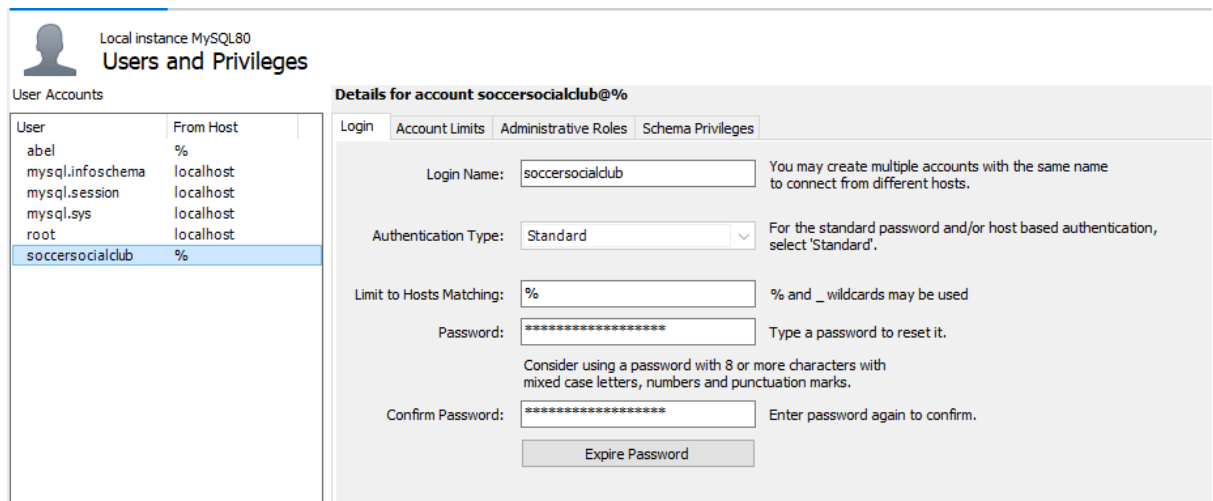 Local instance MySQL80
Users and Privileges
User Accounts
User From Host
abel %
mysql.infoschema localhost
mysql.session localhost
mysql.sys localhost
root localhost
soccersocialclub %
Details for account soccersocialclub@%
Login Account Limits Administrative Roles Schema Privileges
Login Name: soccersocialclub You may create multiple accounts with the same name
to connect from different hosts.
Authentication Type: Standard For the standard password and/or host based authentication,
select 'Standard'.
Limit to Hosts Matching: % % and _ wildcards may be used
Password: ****************** Type a password to reset it.
Consider using a password with 8 or more characters with
mixed case letters, numbers and punctuation marks.
Confirm Password: ****************** Enter password again to confirm.
Expire Password